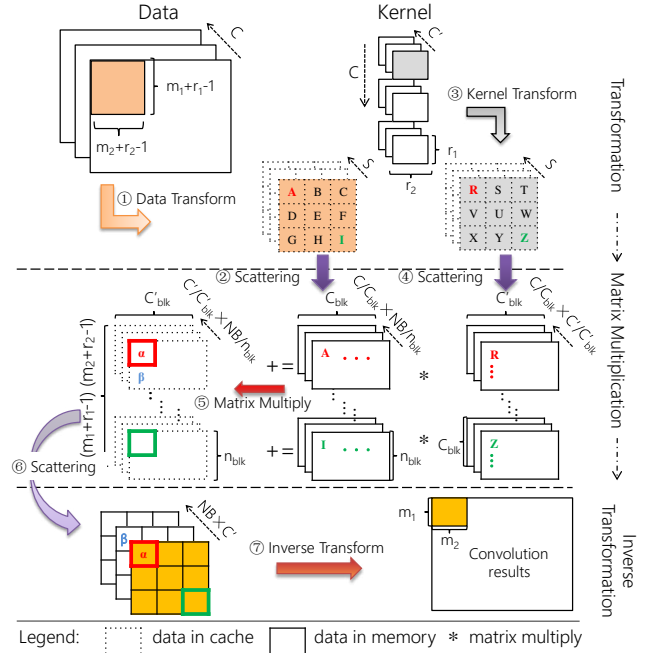 Data
Kernel
C
C'
C
m₁+r₁-1
m₂+r₂-1
③ Kernel Transform
r₁
r₂
Transformation
① Data Transform
S
A B C
D E F
G H I
S
R S T
V U W
X Y Z
② Scattering
④ Scattering
C'blk
C'/C'blk × NB/nblk
Cblk
C/Cblk × NB/nblk
C'blk
C/Cblk × C'/C'blk
(m₁+r₁-1) (m₂+r₂-1)
α
β
+=
A . . .
*
R
⑤ Matrix Multiply
Matrix Multiplication
nblk
+=
I . . .
nblk
*
Cblk
Z
⑥ Scattering
NB×C'
β
α
⑦ Inverse Transform
m₁
m₂
Convolution
results
Inverse
Transformation
Legend: data in cache data in memory * matrix multiply